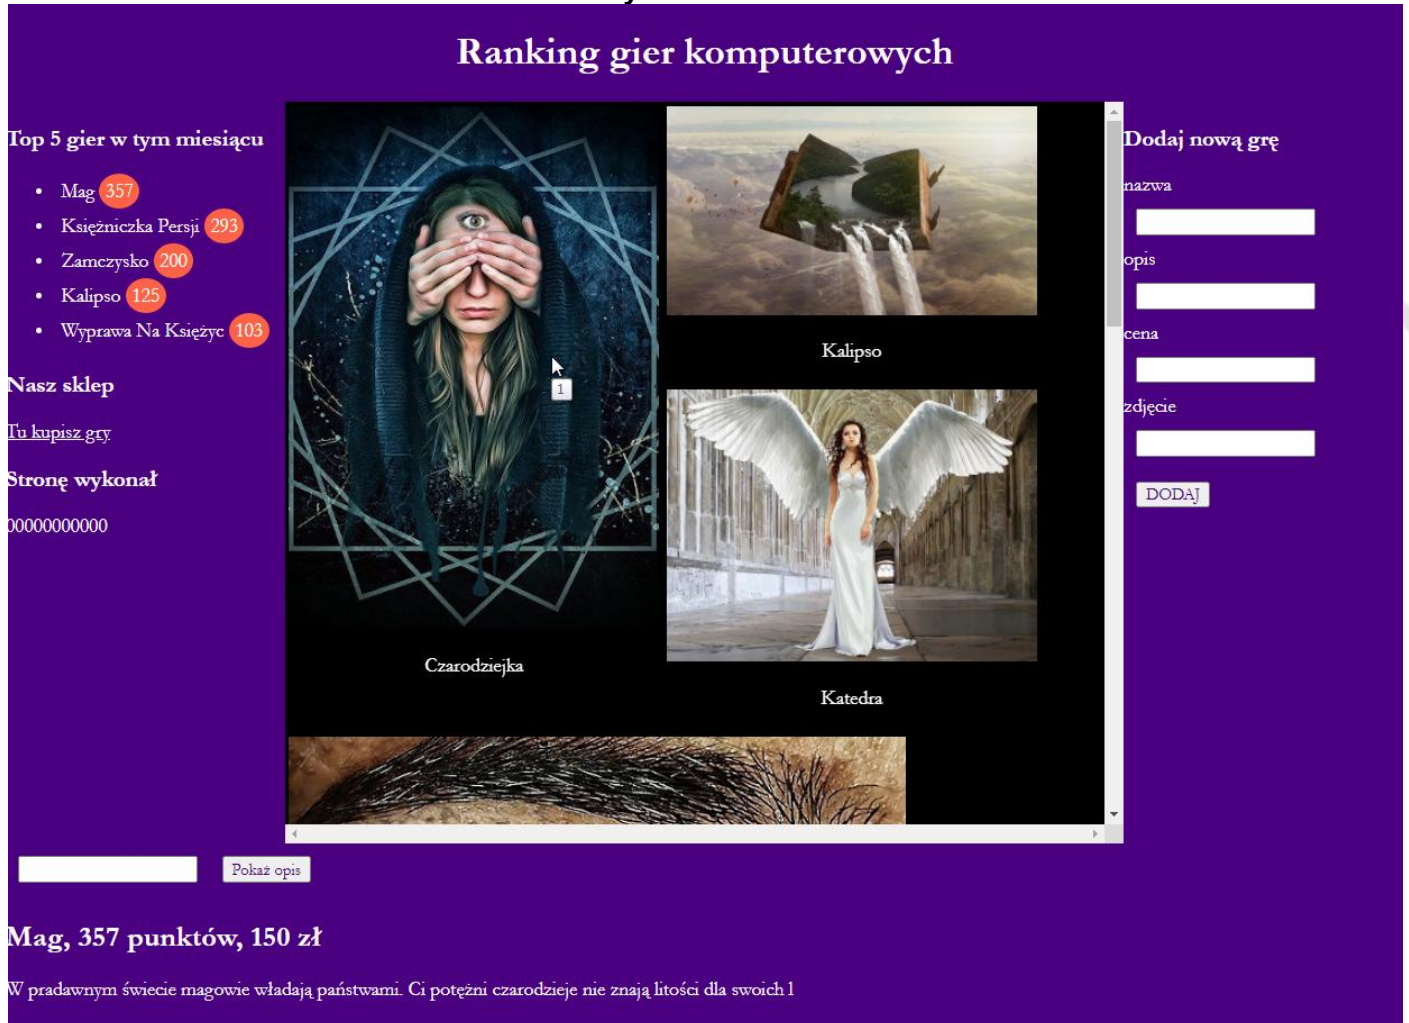 Ranking gier komputerowych
Top 5 gier w tym miesiącu
Mag 357
Księżniczka Persji 293
Zamczysko 200
Kalipso 125
Wyprawa Na Księżyc 103
Nasz sklep
Tu kupisz gry
Stronę wykonał
00000000000
1
Czarodziejka
Kalipso
Katedra
Dodaj nową grę
nazwa
opis
cena
zdjęcie
DODAJ
Pokaż opis
Mag, 357 punktów, 150 zł
W pradawnym świecie magowie władają państwami. Ci potężni czarodzieje nie znają litości dla swoich l